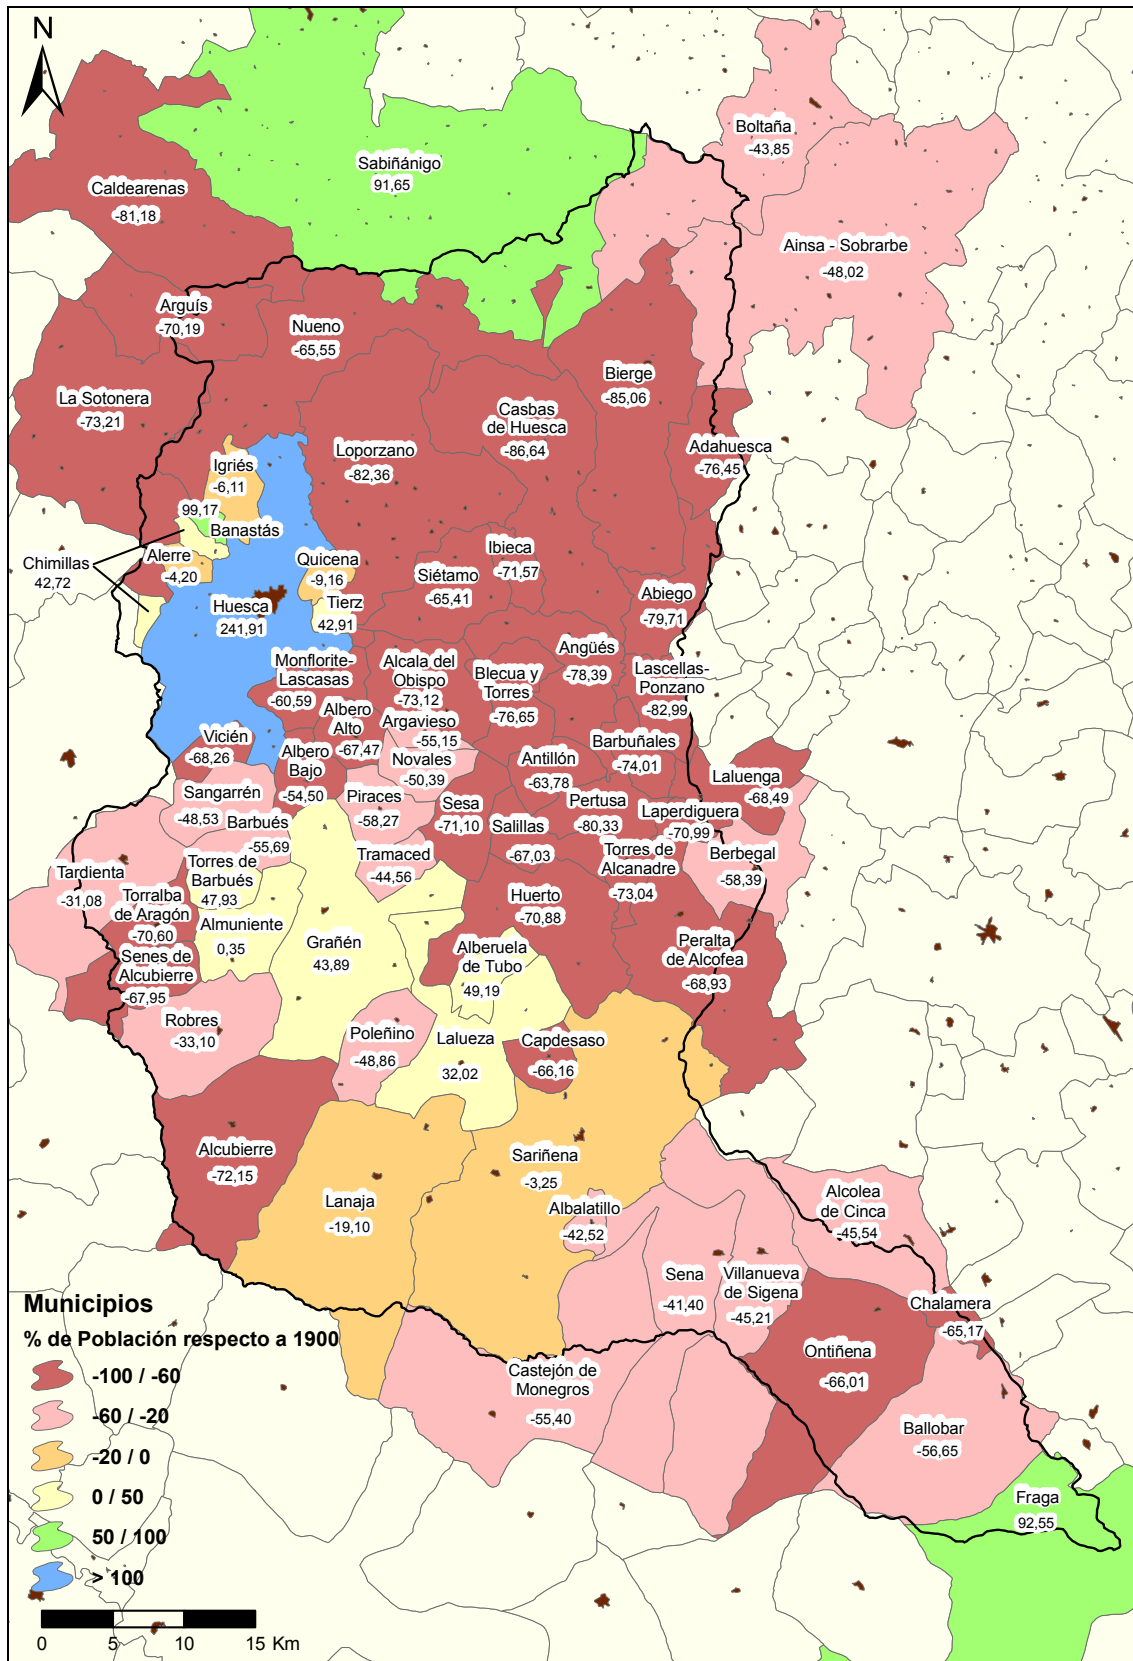 N
Boltaña
-43,85
Sabiñánigo
91,65
Caldearenas
-81,18
Ainsa - Sobrarbe
-48,02
Arguís
-70,19
Nueno
-65,55
Bierge
-85,06
La Sotonera
-73,21
Casbas
de Huesca
-86,64
Loporzano
-82,36
Adahuesca
-76,45
Igriés
-6,11
99,17
Banastás
Chimillas
42,72
Alerre
-4,20
Quicena
-9,16
Ibieca
-71,57
Siétamo
-65,41
Huesca
241,91
Tierz
42,91
Abiego
-79,71
Monflorite-
Lascasas
-60,59
Alcala del
Obispo
-73,12
Blecua y
Torres
-76,65
Angüés
-78,39
Lascellas-
Ponzano
-82,99
Albero
Alto
-67,47
Argavieso
-55,15
Vicién
-68,26
Albero
Bajo
-54,50
Novales
-50,39
Antillón
-63,78
Barbuñales
-74,01
Laluenga
-68,49
Sangarrén
-48,53
Piraces
-58,27
Sesa
-71,10
Pertusa
-80,33
Laperdiguera
-70,99
Barbués
-55,69
Salillas
-67,03
Tramaced
-44,56
Torres de
Alcanadre
-73,04
Berbegal
-58,39
Tardienta
-31,08
Torres de
Barbués
47,93
Torralba
de Aragón
-70,60
Almuniente
0,35
Huerto
-70,88
Grañén
43,89
Alberuela
de Tubo
49,19
Peralta
de Alcofea
-68,93
Senes de
Alcubierre
-67,95
Robres
-33,10
Poleñino
-48,86
Lalueza
32,02
Capdesaso
-66,16
Alcubierre
-72,15
Sariñena
-3,25
Lanaja
-19,10
Albalatillo
-42,52
Alcolea
de Cinca
-45,54
Sena
-41,40
Villanueva
de Sigena
-45,21
Chalamera
-65,17
Ontiñena
-66,01
Castejón de
Monegros
-55,40
Ballobar
-56,65
Fraga
92,55
Municipios
% de Población respecto a 1900
-100 / -60
-60 / -20
-20 / 0
0 / 50
50 / 100
> 100
0 5 10 15 Km